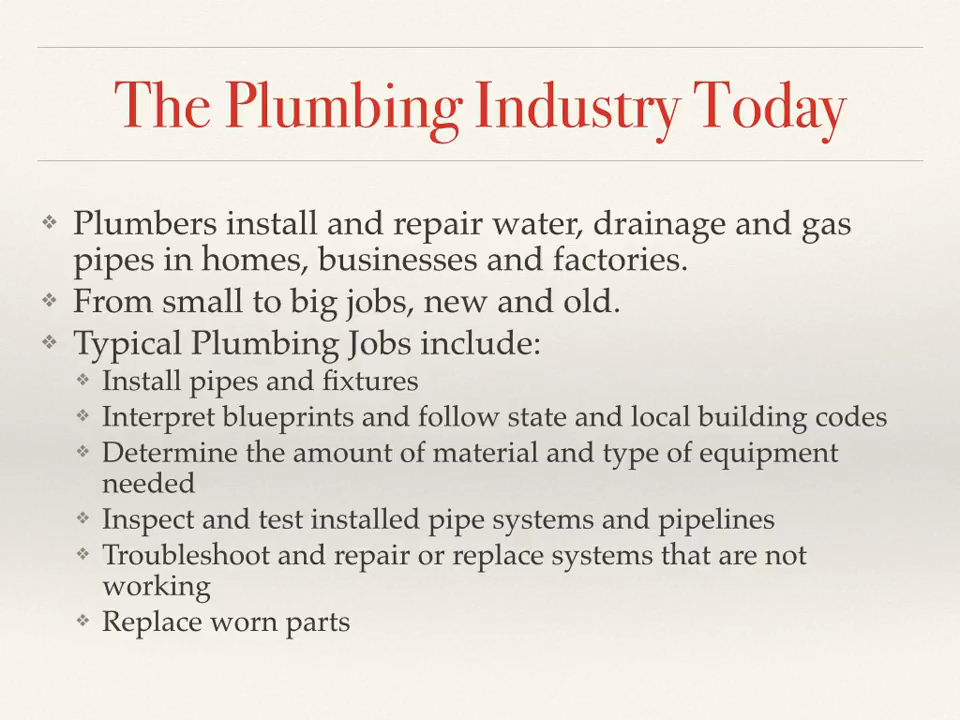 The Plumbing Industry Today
❖ Plumbers install and repair water, drainage and gas
pipes in homes, businesses and factories.
❖ From small to big jobs, new and old.
❖ Typical Plumbing Jobs include:
❖ Install pipes and fixtures
❖ Interpret blueprints and follow state and local building codes
❖ Determine the amount of material and type of equipment
needed
❖ Inspect and test installed pipe systems and pipelines
❖ Troubleshoot and repair or replace systems that are not
working
❖ Replace worn parts